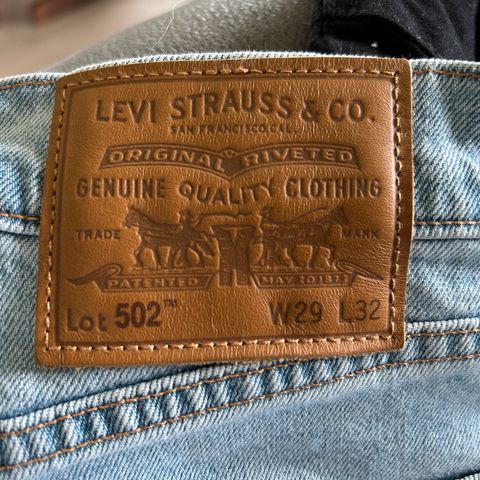 LEVI STRAUSS & CO.
SAN FRANCISCO, CAL.
ORIGINAL RIVETED
GENUINE QUALITY CLOTHING
TRADE MARK
PATENTED MAY 20 1873
Lot 502™ W29 L32